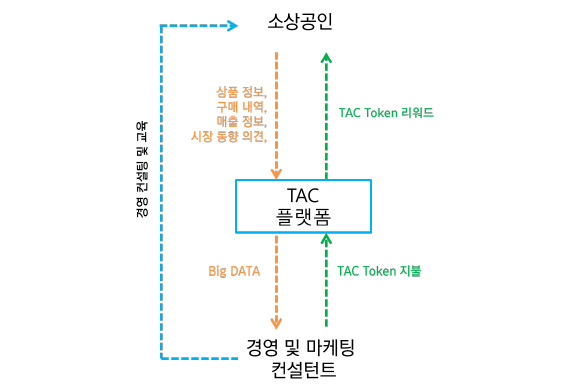 소상공인
상품 정보,
구매 내역,
매출 정보,
시장 동향 의견,
TAC Token 리워드
경영 컨설팅 및 교육
TAC
플랫폼
Big DATA
TAC Token 지불
경영 및 마케팅
컨설턴트